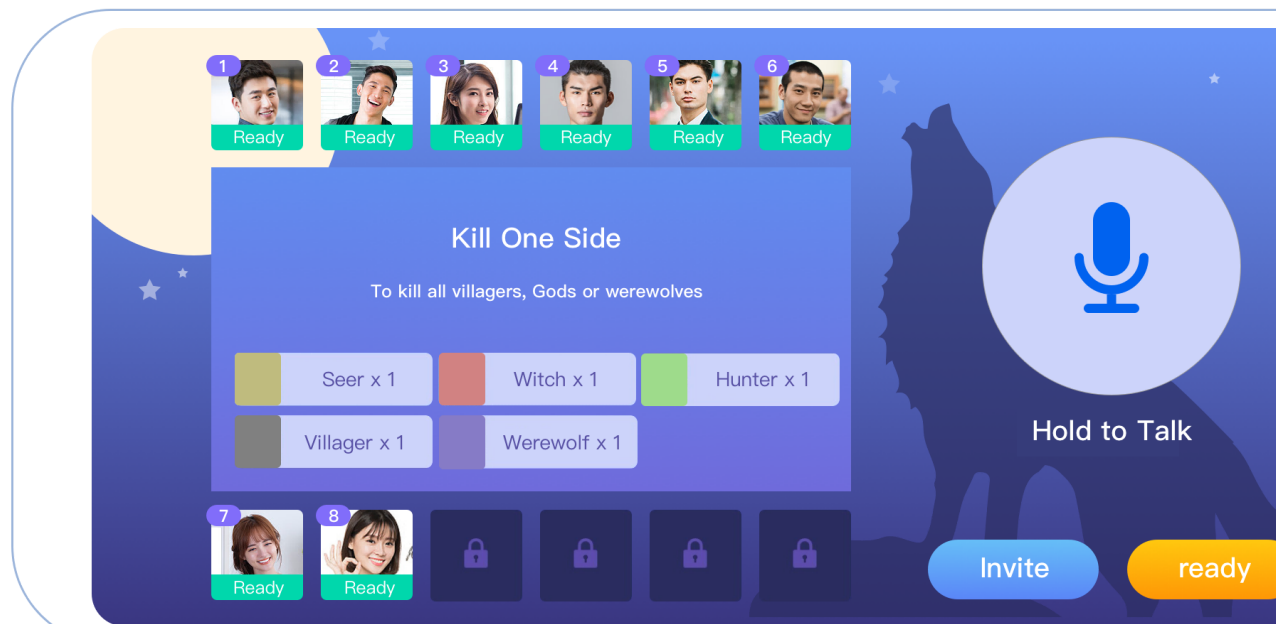 1 2 3 4 5 6
Ready Ready Ready Ready Ready Ready
Kill One Side
To kill all villagers, Gods or werewolves
Seer x 1 Witch x 1 Hunter x 1
Villager x 1 Werewolf x 1
Hold to Talk
7 8
Ready Ready
Invite ready